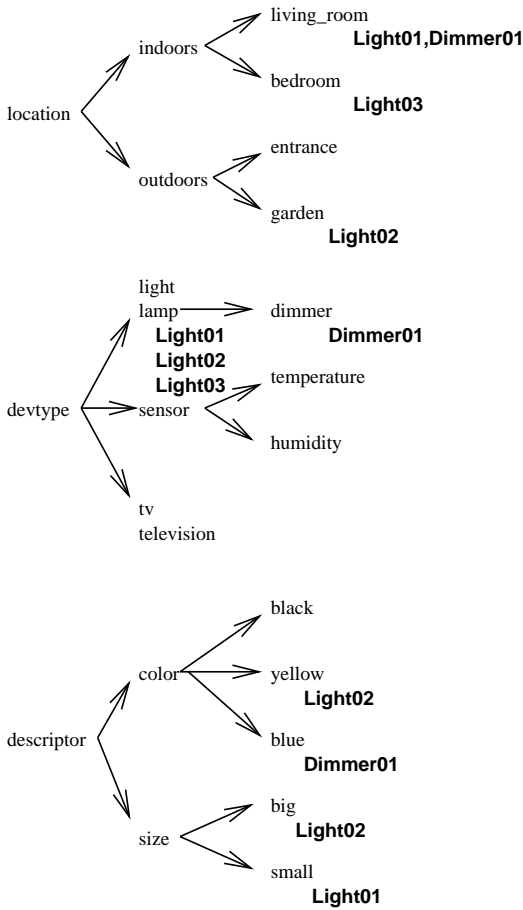 living_room
Light01,Dimmer01
indoors
bedroom
Light03
location
entrance
outdoors
garden
Light02
light
lamp
dimmer
Light01
Dimmer01
Light02
Light03
temperature
devtype
sensor
humidity
tv
television
black
color
yellow
Light02
descriptor
blue
Dimmer01
big
Light02
size
small
Light01